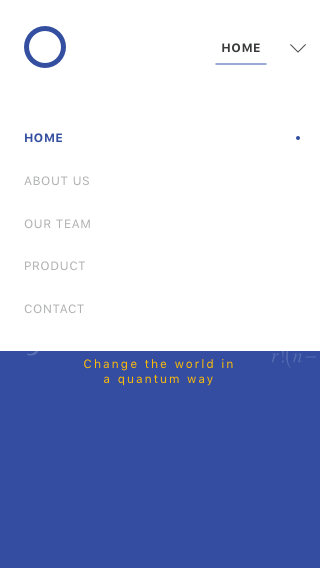 HOME
HOME
ABOUT US
OUR TEAM
PRODUCT
CONTACT
r!(n−
Change the world in
a quantum way